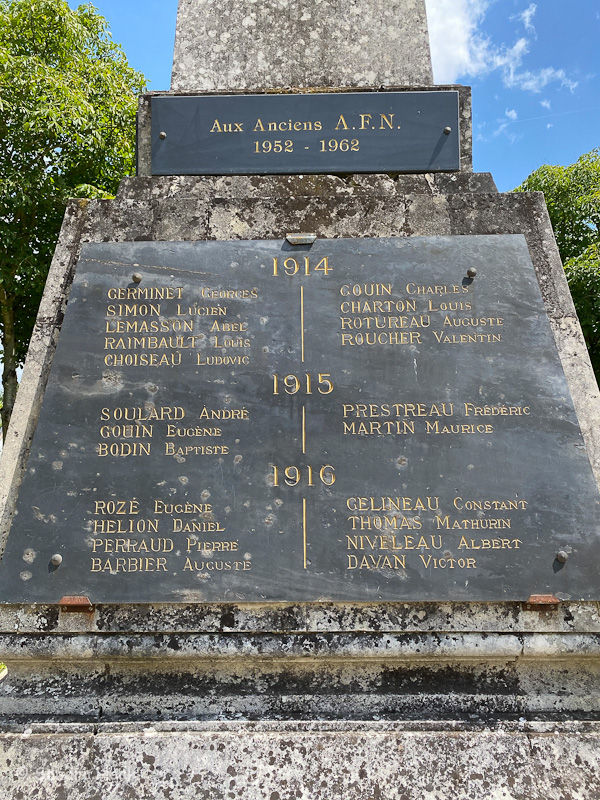 Aux Anciens A.F.N.
1952 - 1962
1914
GERMINET Georges
SIMON Lucien
LEMASSON Abel
RAIMBAULT Louis
CHOISEAU Ludovic
GOUIN Charles
CHARTON Louis
ROTUREAU Auguste
ROUCHER Valentin
1915
SOULARD André
GOUIN Eugène
BODIN Baptiste
PRESTREAU Frédéric
MARTIN Maurice
1916
ROZÉ Eugène
HELION Daniel
PERRAUD Pierre
BARBIER Auguste
GELINEAU Constant
THOMAS Mathurin
NIVELEAU Albert
DAVAN Victor